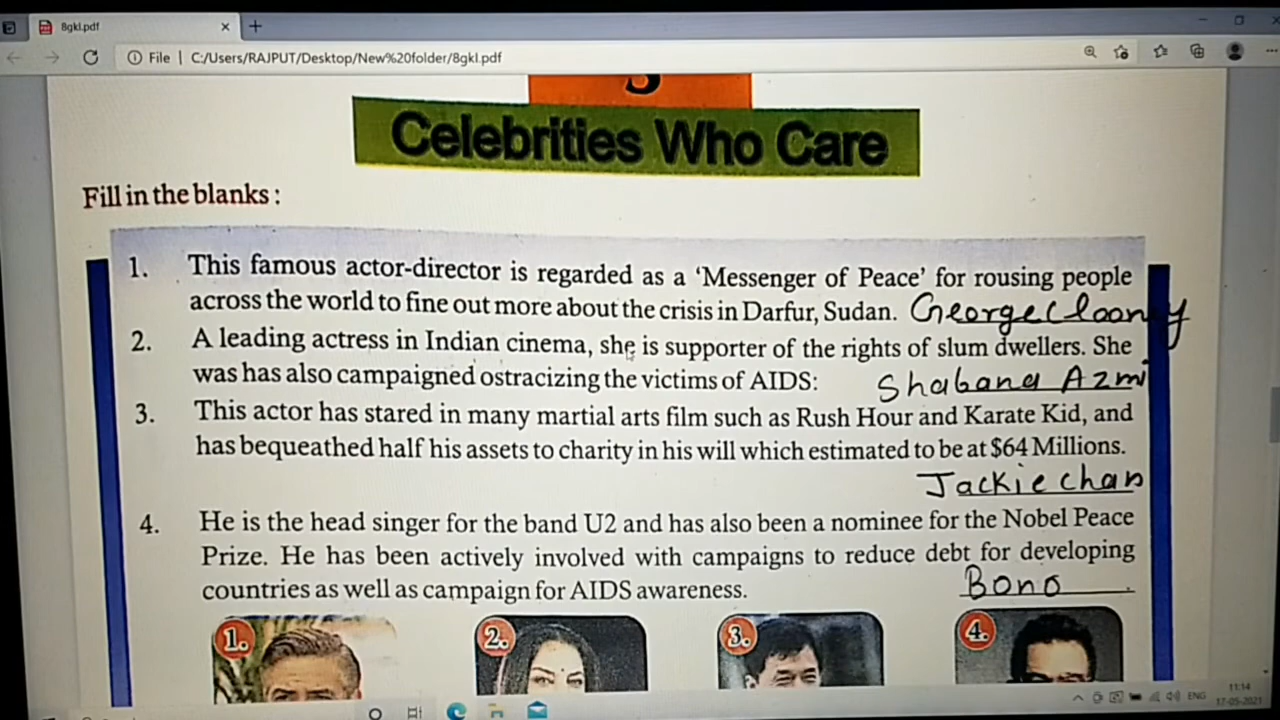 8gkl.pdf
File | C:/Users/RAJPUT/Desktop/New%20folder/8gkl.pdf
Celebrities Who Care
Fill in the blanks :
1. This famous actor-director is regarded as a ‘Messenger of Peace’ for rousing people
across the world to fine out more about the crisis in Darfur, Sudan. George Clooney
2. A leading actress in Indian cinema, she is supporter of the rights of slum dwellers. She
was has also campaigned ostracizing the victims of AIDS: Shabana Azmi
3. This actor has stared in many martial arts film such as Rush Hour and Karate Kid, and
has bequeathed half his assets to charity in his will which estimated to be at $64 Millions.
Jackie chan
4. He is the head singer for the band U2 and has also been a nominee for the Nobel Peace
Prize. He has been actively involved with campaigns to reduce debt for developing
countries as well as campaign for AIDS awareness. Bono
1. 2. 3. 4.
ENG 11:14
17-05-2021